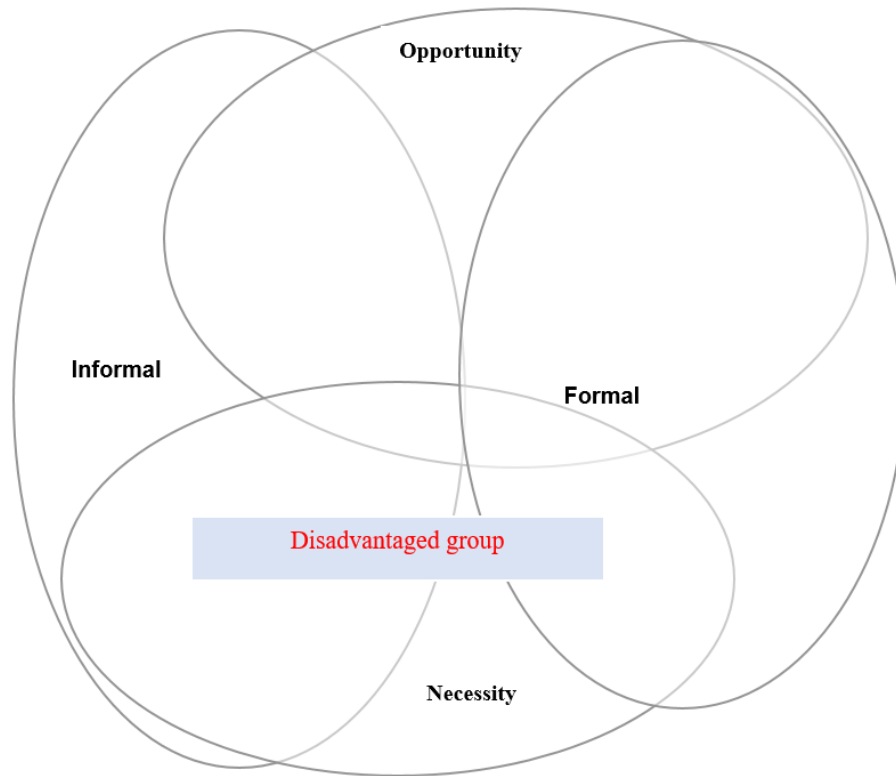 Opportunity
Informal
Formal
Disadvantaged group
Necessity